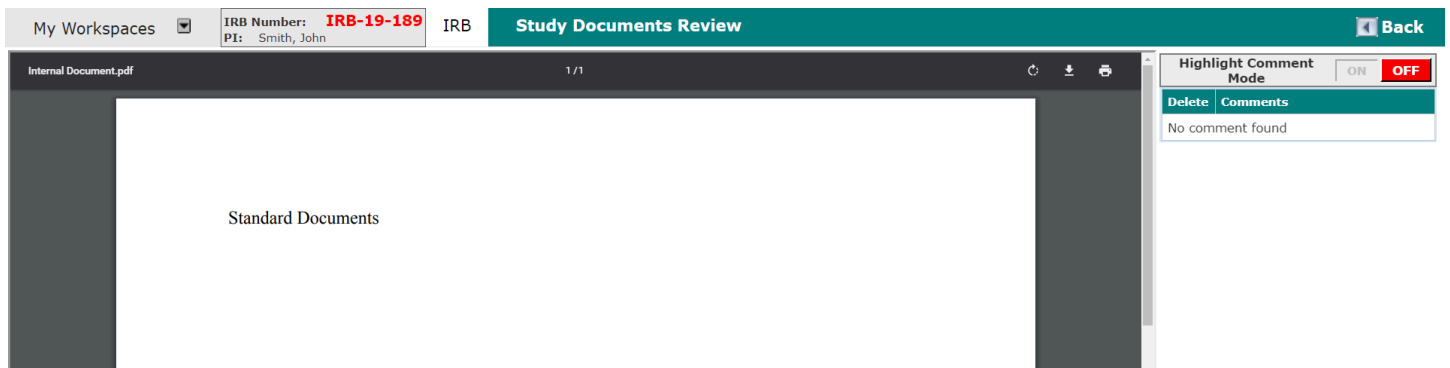 My Workspaces
IRB Number: IRB-19-189
PI: Smith, John
IRB
Study Documents Review
Back
Internal Document.pdf
1 / 1
Highlight Comment
Mode
ON OFF
Delete Comments
No comment found
Standard Documents